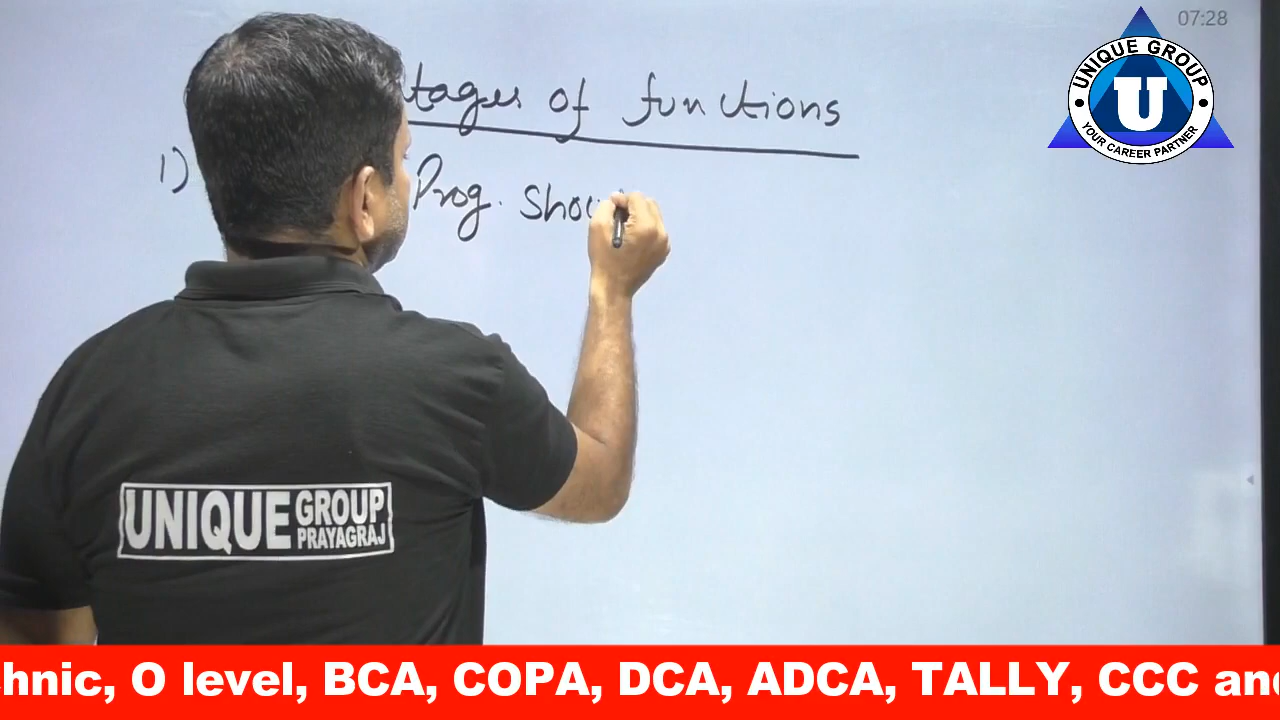 07:28
UNIQUE GROUP
U
YOUR CAREER PARTNER
tages of functions
1) Prog. Shou
UNIQUE GROUP
PRAYAGRAJ
hnic, O level, BCA, COPA, DCA, ADCA, TALLY, CCC and